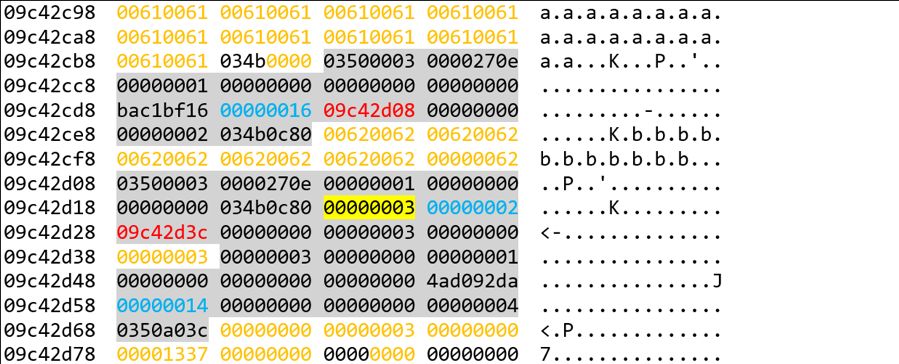 09c42c98 00610061 00610061 00610061 00610061 a.a.a.a.a.a.a.a.
09c42ca8 00610061 00610061 00610061 00610061 a.a.a.a.a.a.a.a.
09c42cb8 00610061 034b0000 03500003 0000270e a.a...K...P..'..
09c42cc8 00000001 00000000 00000000 00000000 ................
09c42cd8 bac1bf16 00000016 09c42d08 00000000 .........-......
09c42ce8 00000002 034b0c80 00620062 00620062 ......K.b.b.b.b.
09c42cf8 00620062 00620062 00620062 00000062 b.b.b.b.b.b.b...
09c42d08 03500003 0000270e 00000001 00000000 ..P..'..........
09c42d18 00000000 034b0c80 00000003 00000002 ......K.........
09c42d28 09c42d3c 00000000 00000003 00000000 <-..............
09c42d38 00000003 00000003 00000000 00000001 ................
09c42d48 00000000 00000000 00000000 4ad092da ...............J
09c42d58 00000014 00000000 00000000 00000004 ................
09c42d68 0350a03c 00000000 00000003 00000000 <.P.............
09c42d78 00001337 00000000 00000000 00000000 7...............